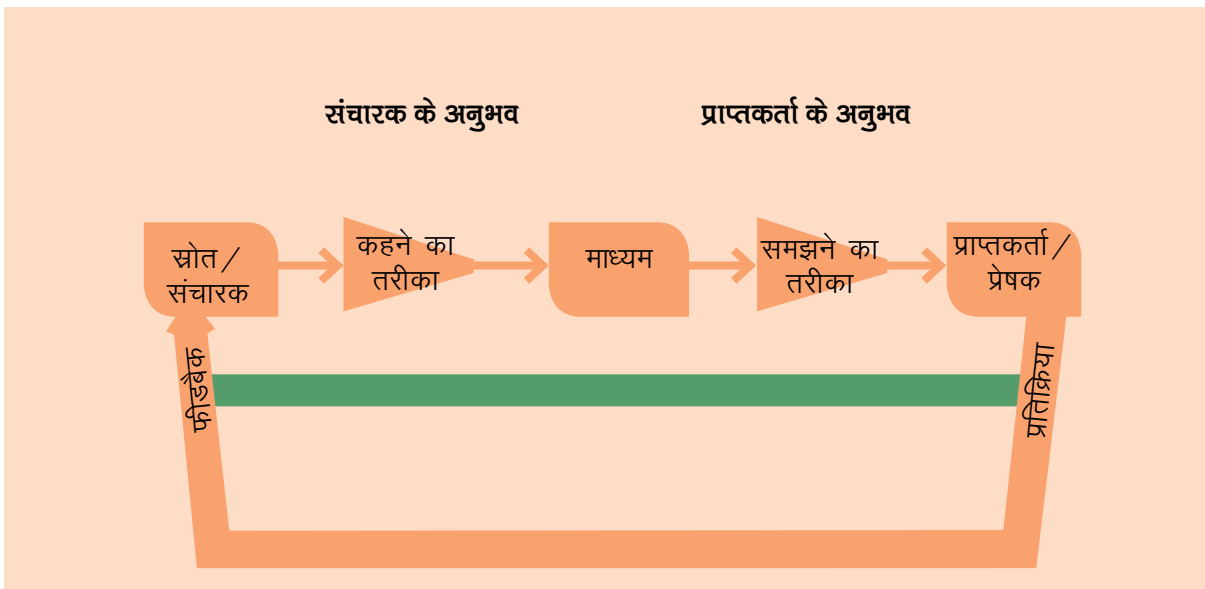 संचारक के अनुभव
प्राप्तकर्ता के अनुभव
स्रोत/
संचारक
कहने का
तरीका
माध्यम
समझने का
तरीका
प्राप्तकर्ता/
प्रेषक
फीडबैक
प्रतिक्रिया